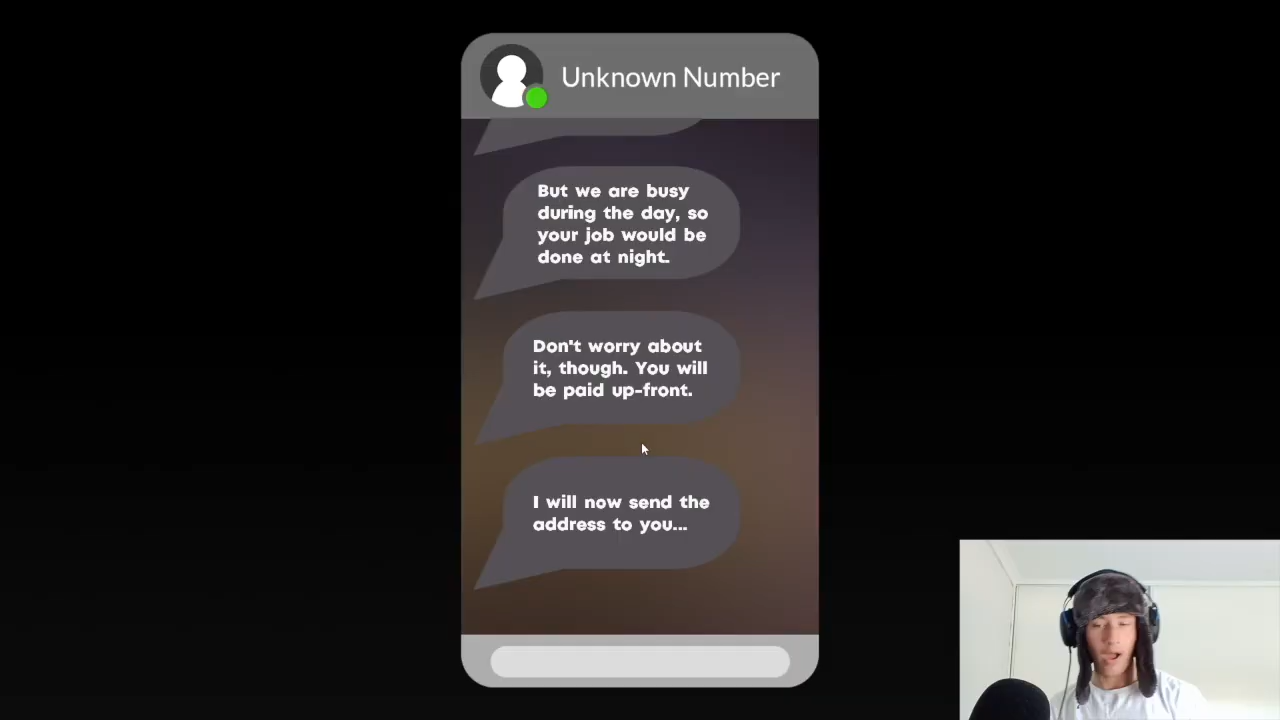 Unknown Number
But we are busy
during the day, so
your job would be
done at night.
Don't worry about
it, though. You will
be paid up-front.
I will now send the
address to you...